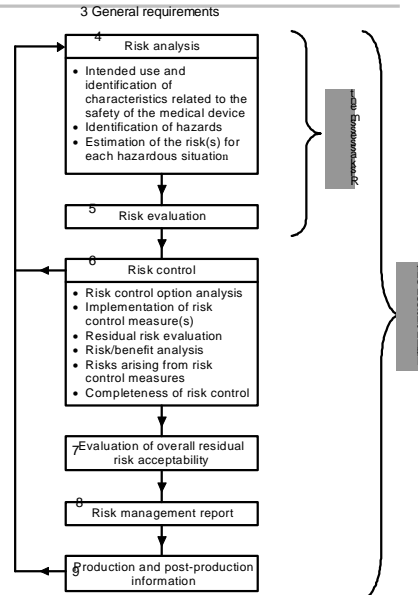 3 General requirements
4
Risk analysis
• Intended use and
identification of
characteristics related to the
safety of the medical device
• Identification of hazards
• Estimation of the risk(s) for
each hazardous situation
5
Risk evaluation
6
Risk control
• Risk control option analysis
• Implementation of risk
control measure(s)
• Residual risk evaluation
• Risk/benefit analysis
• Risks arising from risk
control measures
• Completeness of risk control
7
Evaluation of overall residual
risk acceptability
8
Risk management report
9
Production and post-production
information